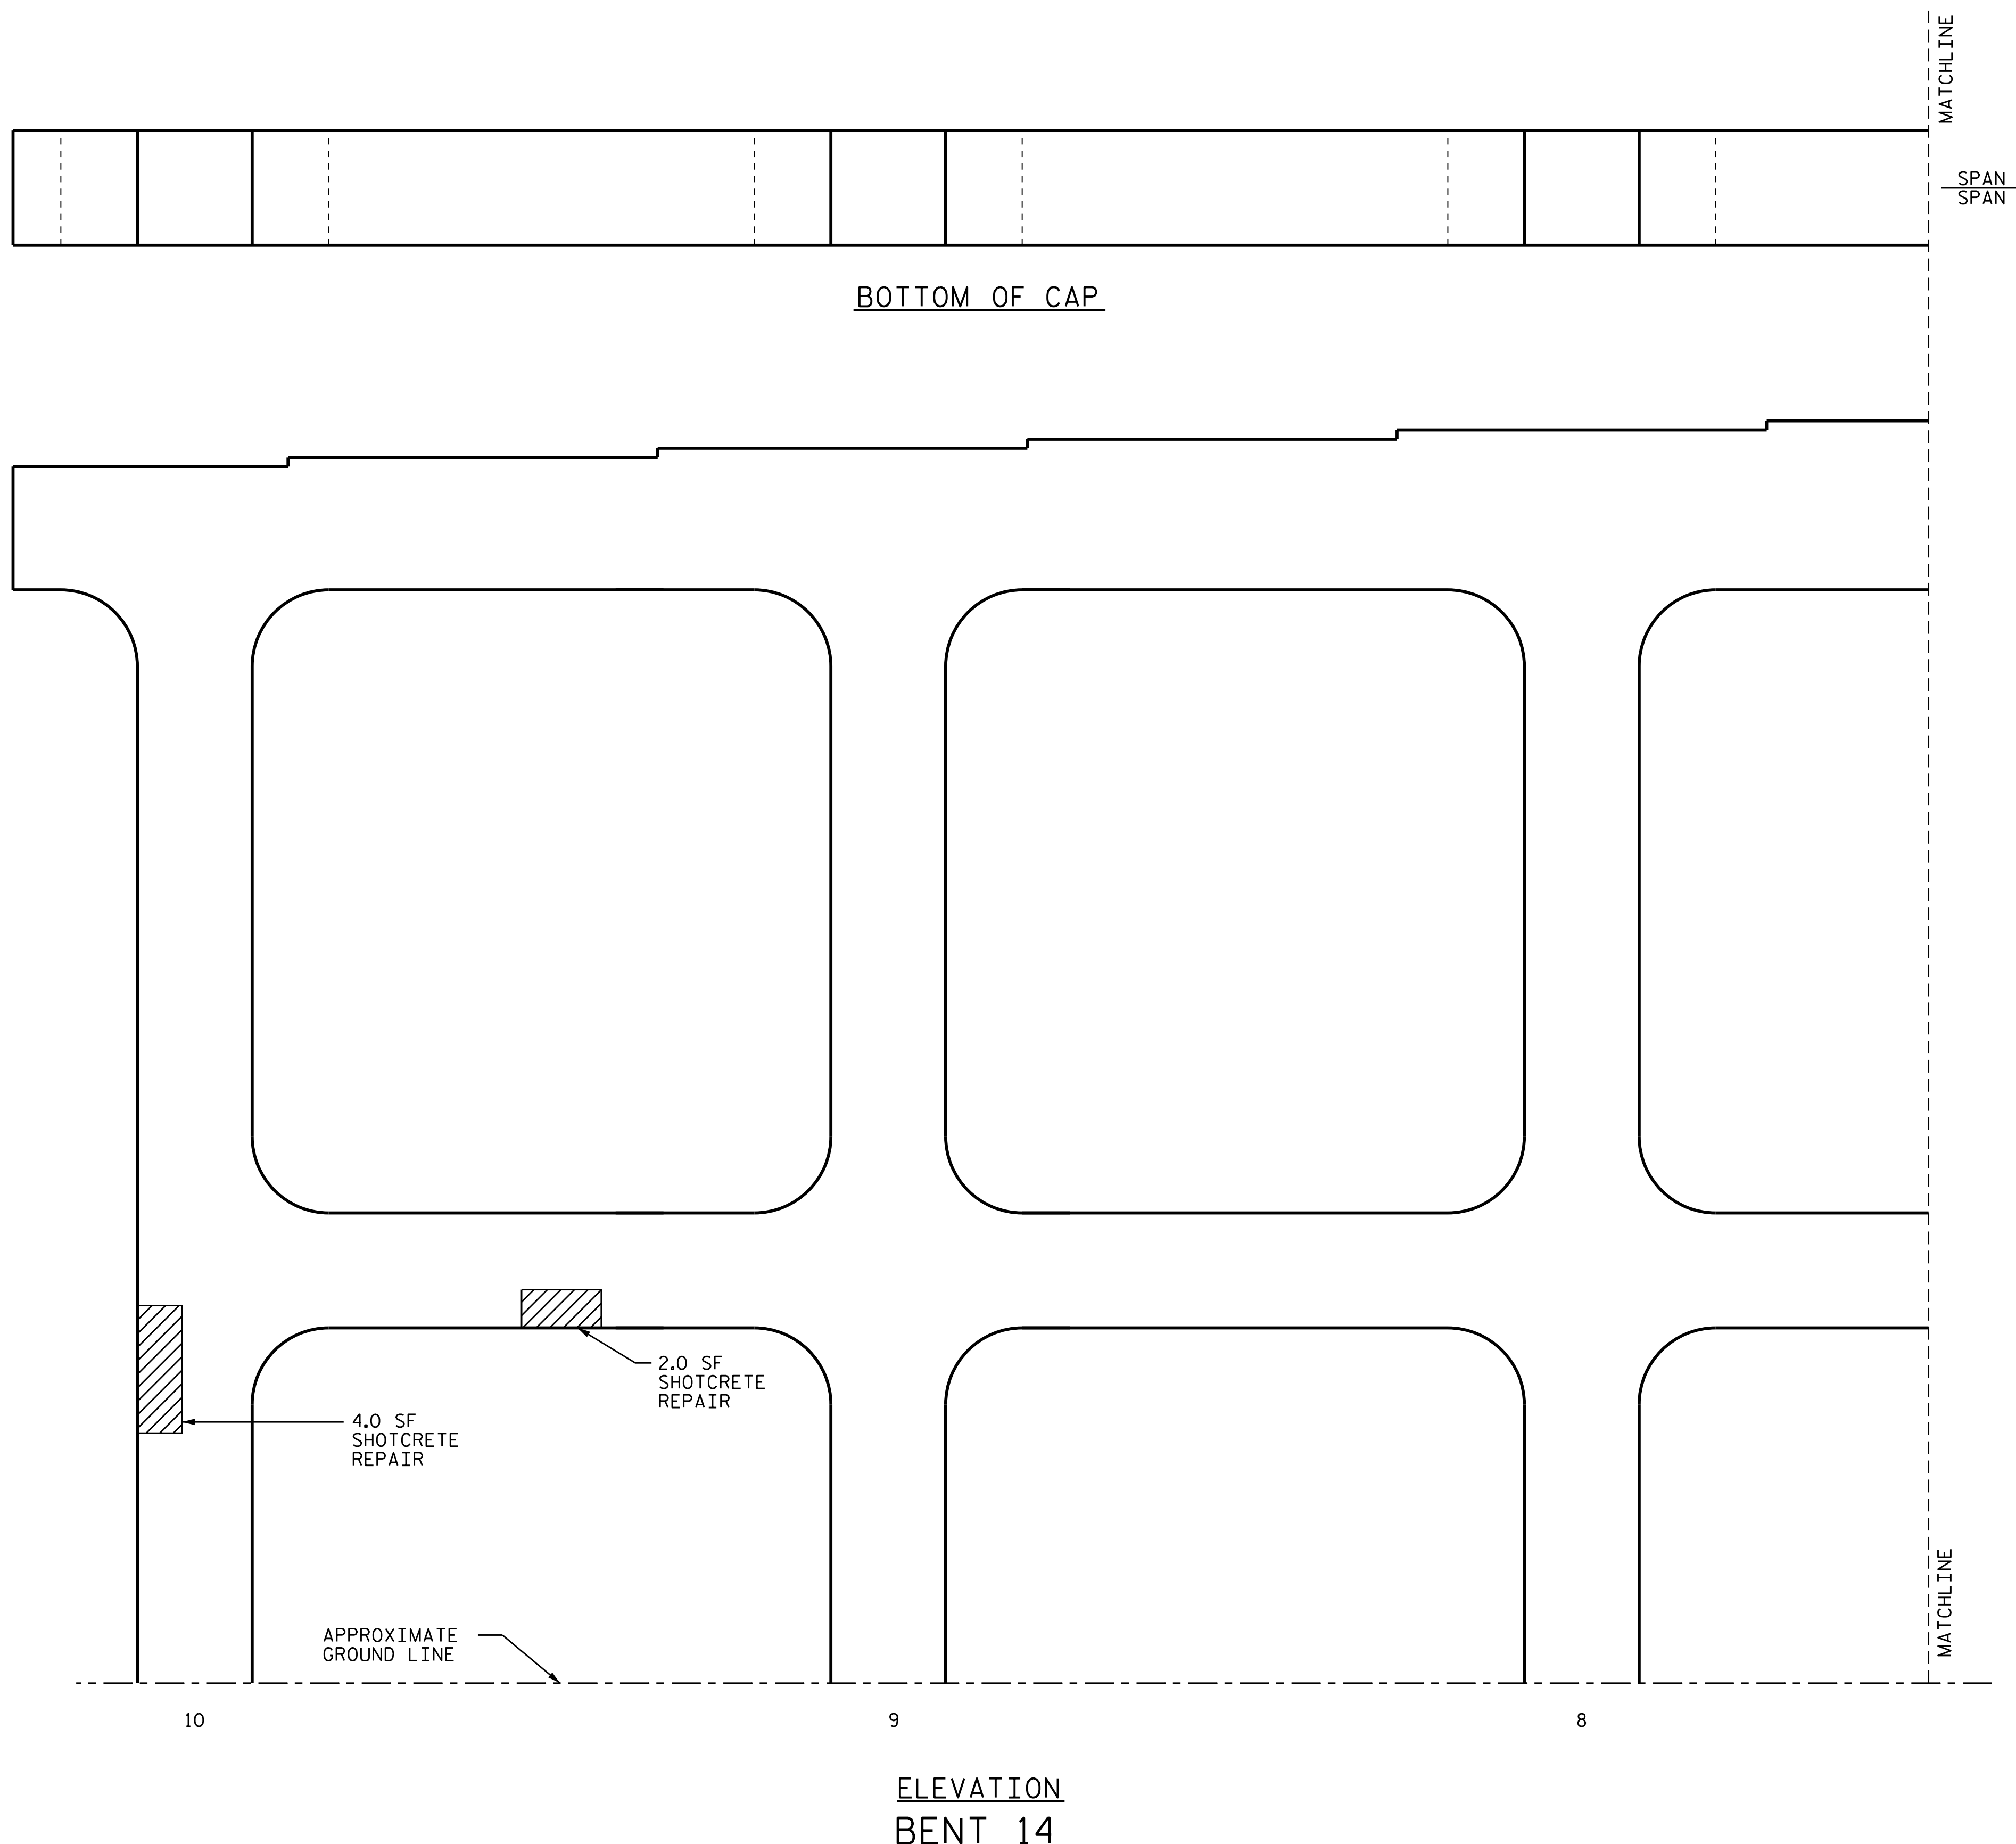 MATCHLINE
SPAN
SPAN
BOTTOM OF CAP
2.0 SF
SHOTCRETE
REPAIR
4.0 SF
SHOTCRETE
REPAIR
MATCHLINE
APPROXIMATE
GROUND LINE
10
9
8
ELEVATION
BENT 14